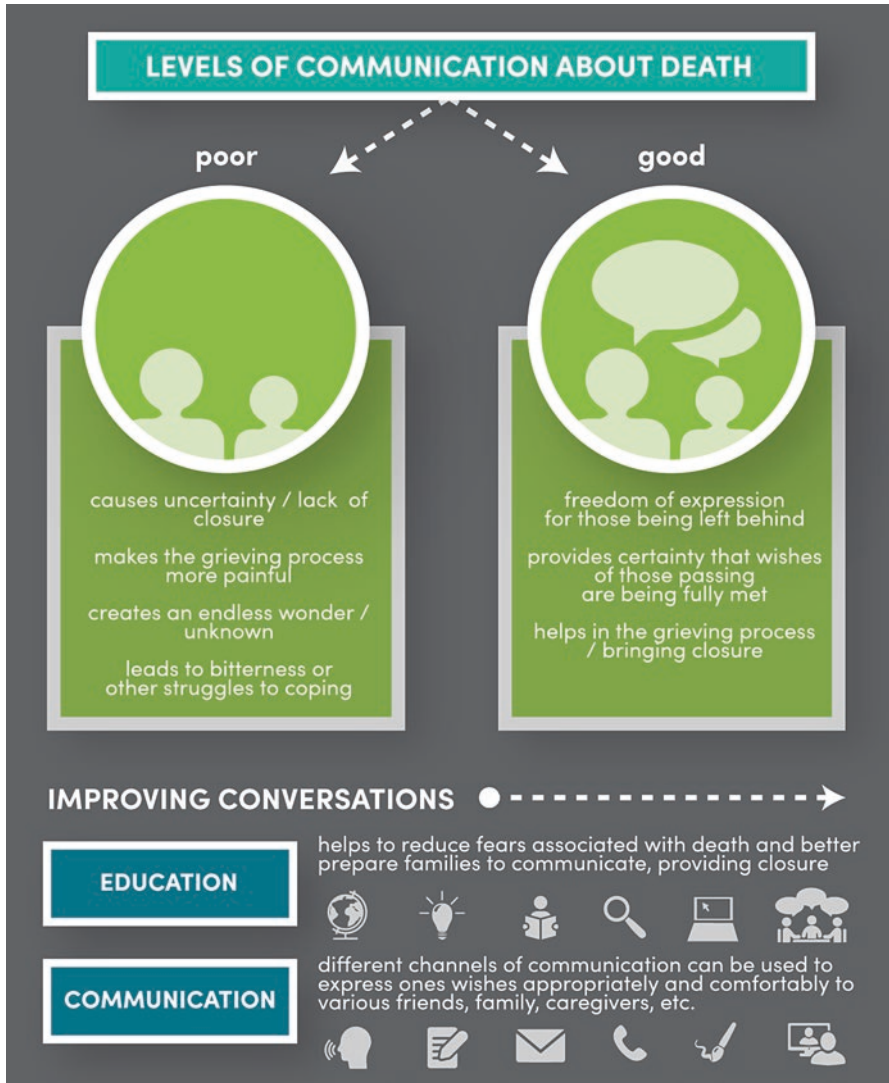 LEVELS OF COMMUNICATION ABOUT DEATH
poor
causes uncertainty / lack of
closure
makes the grieving process
more painful
creates an endless wonder /
unknown
leads to bitterness or
other struggles to coping
good
freedom of expression
for those being left behind
provides certainty that wishes
of those passing
are being fully met
helps in the grieving process
/ bringing closure
IMPROVING CONVERSATIONS
EDUCATION
helps to reduce fears associated with death and better
prepare families to communicate, providing closure
COMMUNICATION
different channels of communication can be used to
express ones wishes appropriately and comfortably to
various friends, family, caregivers, etc.